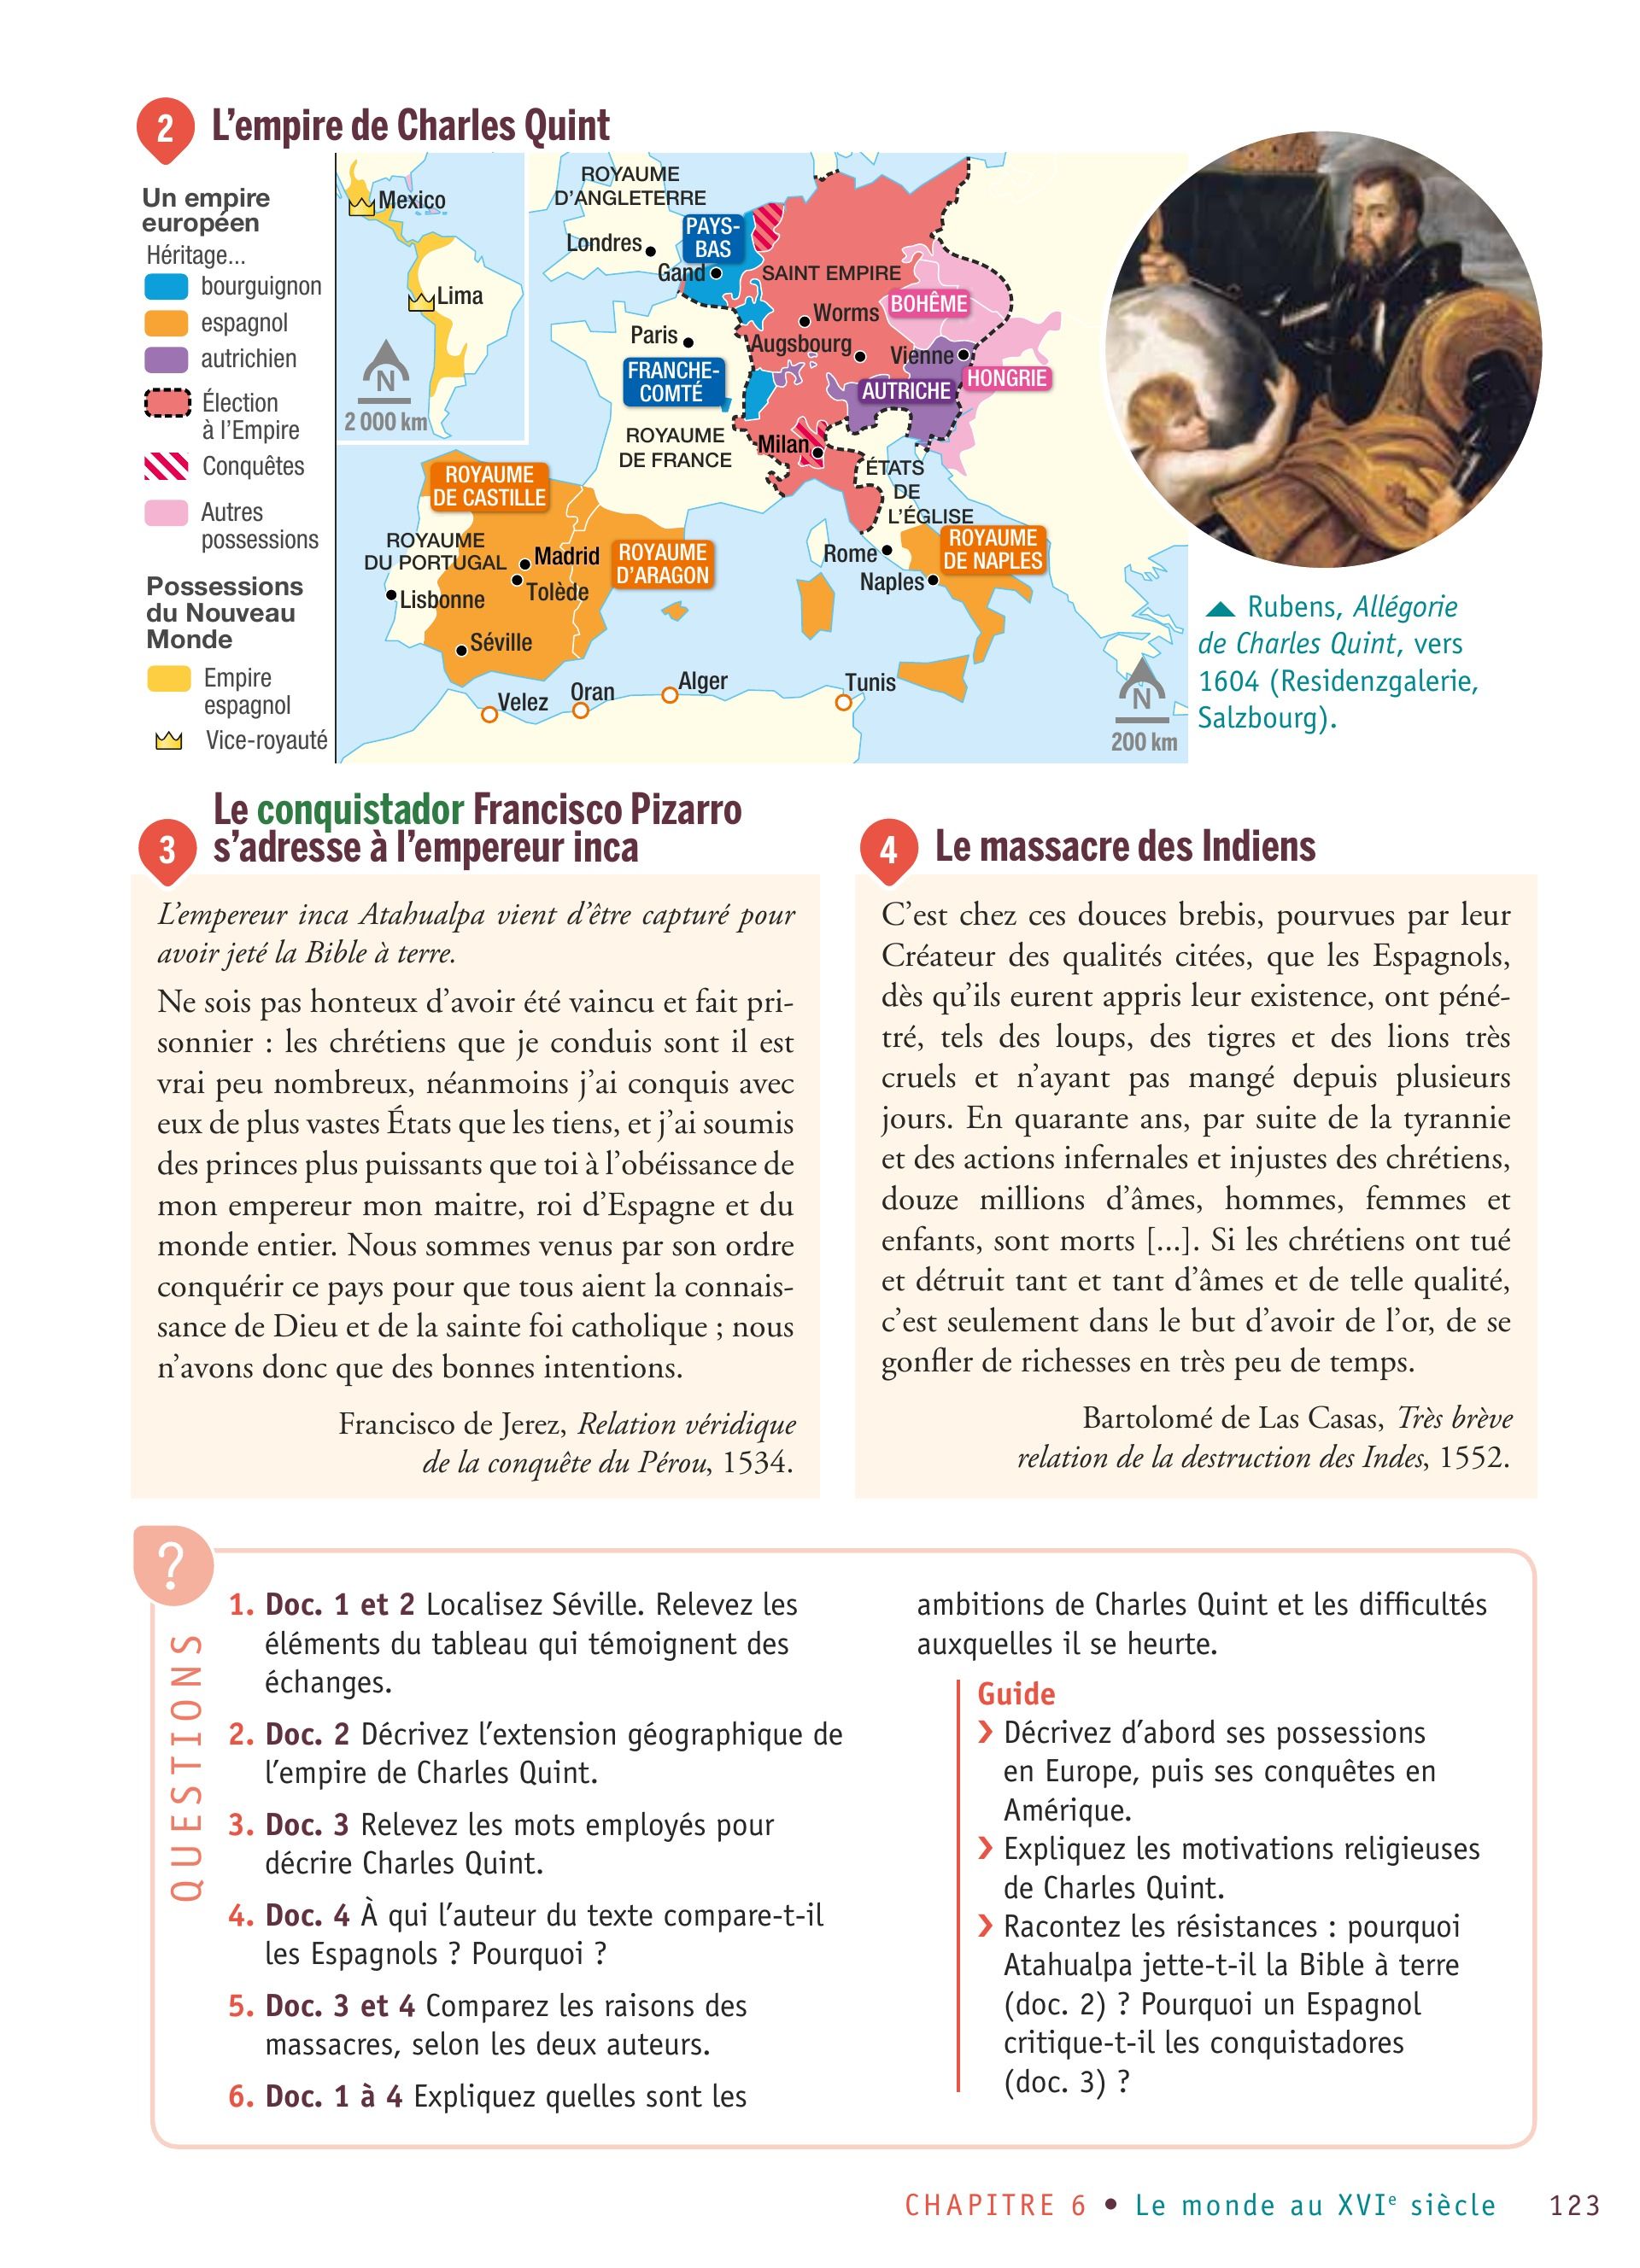 2 L'empire de Charles Quint
Un empire
européen
Héritage...
bourguignon
espagnol
autrichien
Élection
à l'Empire
Conquêtes
Autres
possessions
Possessions
du Nouveau
Monde
Empire
espagnol
Vice-royauté
Mexico
Lima
N
2 000 km
ROYAUME
D'ANGLETERRE
Londres
PAYS-
BAS
Gand
SAINT EMPIRE
BOHÊME
Worms
Paris
Augsbourg
Vienne
FRANCHE-
COMTÉ
AUTRICHE
HONGRIE
ROYAUME
DE FRANCE
Milan
ÉTATS
DE
L'ÉGLISE
ROYAUME
DE CASTILLE
ROYAUME
DU PORTUGAL
Madrid
Tolède
ROYAUME
D'ARAGON
Rome
ROYAUME
DE NAPLES
Naples
Lisbonne
Séville
Velez
Oran
Alger
Tunis
N
200 km
Rubens, Allégorie
de Charles Quint, vers
1604 (Residenzgalerie,
Salzbourg).
3 Le conquistador Francisco Pizarro
s'adresse à l'empereur inca
L'empereur inca Atahualpa vient d'être capturé pour
avoir jeté la Bible à terre.
Ne sois pas honteux d'avoir été vaincu et fait pri-
sonnier : les chrétiens que je conduis sont il est
vrai peu nombreux, néanmoins j'ai conquis avec
eux de plus vastes États que les tiens, et j'ai soumis
des princes plus puissants que toi à l'obéissance de
mon empereur mon maitre, roi d'Espagne et du
monde entier. Nous sommes venus par son ordre
conquérir ce pays pour que tous aient la connais-
sance de Dieu et de la sainte foi catholique ; nous
n'avons donc que des bonnes intentions.
Francisco de Jerez, Relation véridique
de la conquête du Pérou, 1534.
4 Le massacre des Indiens
C'est chez ces douces brebis, pourvues par leur
Créateur des qualités citées, que les Espagnols,
dès qu'ils eurent appris leur existence, ont péné-
tré, tels des loups, des tigres et des lions très
cruels et n'ayant pas mangé depuis plusieurs
jours. En quarante ans, par suite de la tyrannie
et des actions infernales et injustes des chrétiens,
douze millions d'âmes, hommes, femmes et
enfants, sont morts [...]. Si les chrétiens ont tué
et détruit tant et tant d'âmes et de telle qualité,
c'est seulement dans le but d'avoir de l'or, de se
gonfler de richesses en très peu de temps.
Bartolomé de Las Casas, Très brève
relation de la destruction des Indes, 1552.
?
QUESTIONS
1. Doc. 1 et 2 Localisez Séville. Relevez les
éléments du tableau qui témoignent des
échanges.
2. Doc. 2 Décrivez l'extension géographique de
l'empire de Charles Quint.
3. Doc. 3 Relevez les mots employés pour
décrire Charles Quint.
4. Doc. 4 À qui l'auteur du texte compare-t-il
les Espagnols ? Pourquoi ?
5. Doc. 3 et 4 Comparez les raisons des
massacres, selon les deux auteurs.
6. Doc. 1 à 4 Expliquez quelles sont les
ambitions de Charles Quint et les difficultés
auxquelles il se heurte.
Guide
› Décrivez d'abord ses possessions
en Europe, puis ses conquêtes en
Amérique.
› Expliquez les motivations religieuses
de Charles Quint.
› Racontez les résistances : pourquoi
Atahualpa jette-t-il la Bible à terre
(doc. 2) ? Pourquoi un Espagnol
critique-t-il les conquistadores
(doc. 3) ?
CHAPITRE 6 • Le monde au XVIe siècle 123